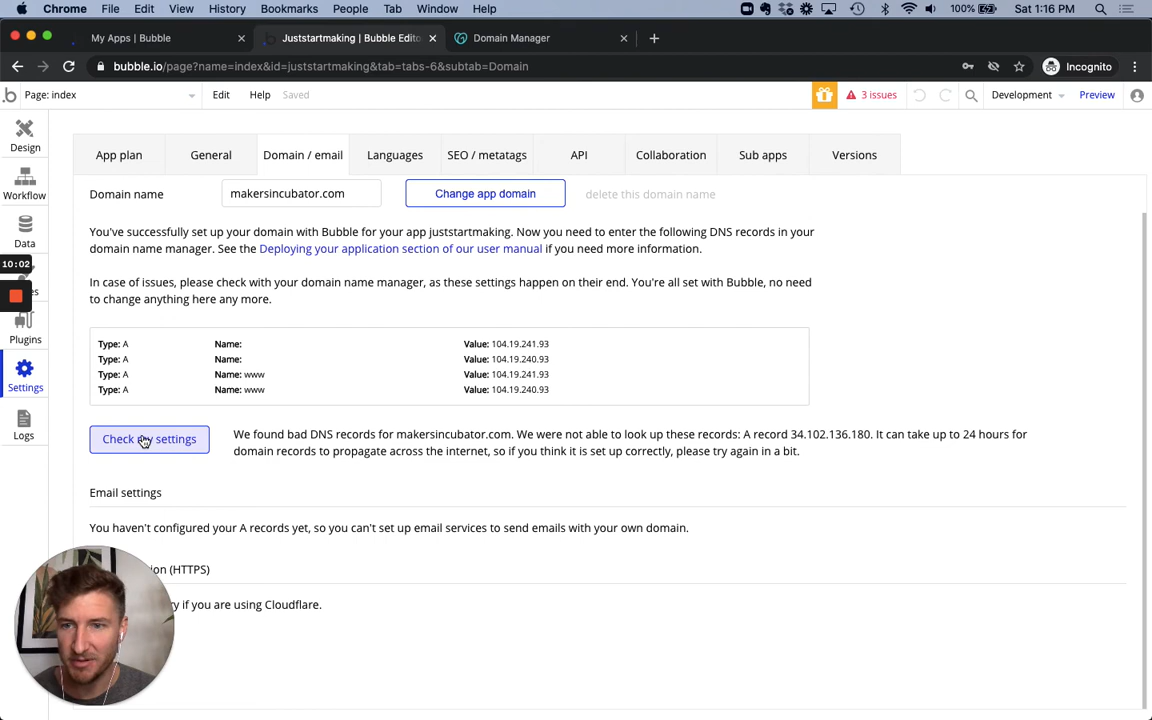 Chrome File Edit View History Bookmarks People Tab Window Help 100% Sat 1:16 PM
My Apps | Bubble Juststartmaking | Bubble Edito Domain Manager
bubble.io/page?name=index&id=juststartmaking&tab=tabs-6&subtab=Domain Incognito
Page: index Edit Help Saved 3 issues Development Preview
Design
Workflow
Data
10:02
Plugins
Settings
Logs
App plan General Domain / email Languages SEO / metatags API Collaboration Sub apps Versions
Domain name makersincubator.com Change app domain delete this domain name
You've successfully set up your domain with Bubble for your app juststartmaking. Now you need to enter the following DNS records in your
domain name manager. See the Deploying your application section of our user manual if you need more information.
In case of issues, please check with your domain name manager, as these settings happen on their end. You're all set with Bubble, no need
to change anything here any more.
Type: A Name: Value: 104.19.241.93
Type: A Name: Value: 104.19.240.93
Type: A Name: www Value: 104.19.241.93
Type: A Name: www Value: 104.19.240.93
Check my settings
We found bad DNS records for makersincubator.com. We were not able to look up these records: A record 34.102.136.180. It can take up to 24 hours for
domain records to propagate across the internet, so if you think it is set up correctly, please try again in a bit.
Email settings
You haven't configured your A records yet, so you can't set up email services to send emails with your own domain.
(HTTPS)
if you are using Cloudflare.